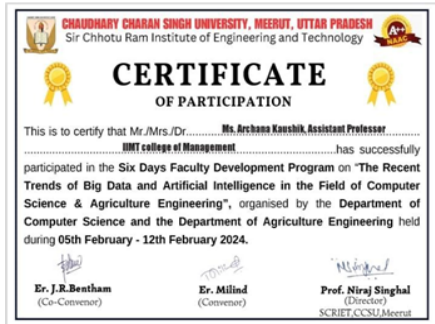 CHAUDHARY CHARAN SINGH UNIVERSITY, MEERUT, UTTAR PRADESH
Sir Chhotu Ram Institute of Engineering and Technology
A++
NAAC
CERTIFICATE
OF PARTICIPATION
This is to certify that Mr./Mrs./Dr. Ms. Archana Kaushik, Assistant Professor
IIMT college of Management has successfully
participated in the Six Days Faculty Development Program on “The Recent
Trends of Big Data and Artificial Intelligence in the Field of Computer
Science & Agriculture Engineering”, organised by the Department of
Computer Science and the Department of Agriculture Engineering held
during 05th February - 12th February 2024.
Er. J.R.Bentham
(Co-Convenor)
Er. Milind
(Convenor)
Prof. Niraj Singhal
(Director)
SCRIET,CCSU,Meerut